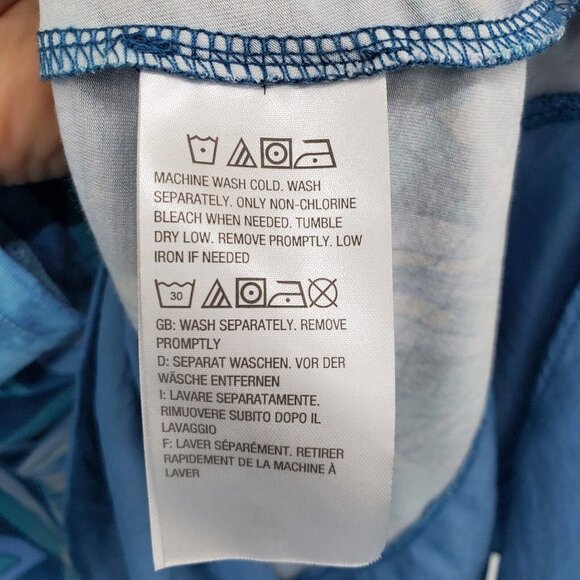 MACHINE WASH COLD. WASH
SEPARATELY. ONLY NON-CHLORINE
BLEACH WHEN NEEDED. TUMBLE
DRY LOW. REMOVE PROMPTLY. LOW
IRON IF NEEDED
30
GB: WASH SEPARATELY. REMOVE
PROMPTLY
D: SEPARAT WASCHEN. VOR DER
WÄSCHE ENTFERNEN
I: LAVARE SEPARATAMENTE.
RIMUOVERE SUBITO DOPO IL
LAVAGGIO
F: LAVER SÉPARÉMENT. RETIRER
RAPIDEMENT DE LA MACHINE À
LAVER